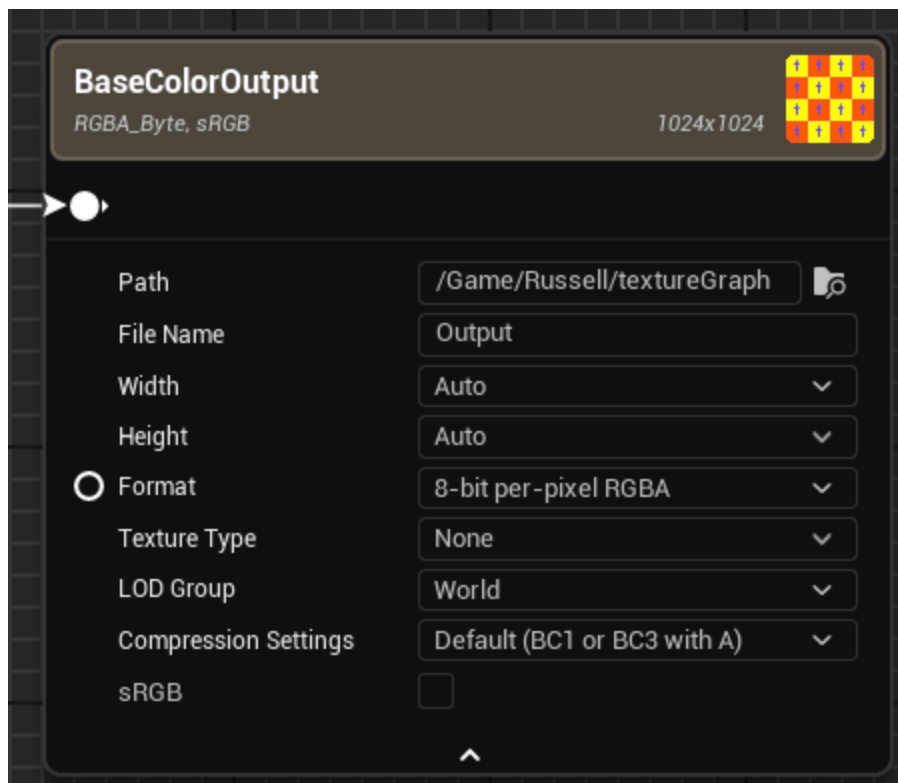 BaseColorOutput
RGBA_Byte, sRGB 1024x1024
Path /Game/Russell/textureGraph
File Name Output
Width Auto
Height Auto
Format 8-bit per-pixel RGBA
Texture Type None
LOD Group World
Compression Settings Default (BC1 or BC3 with A)
sRGB